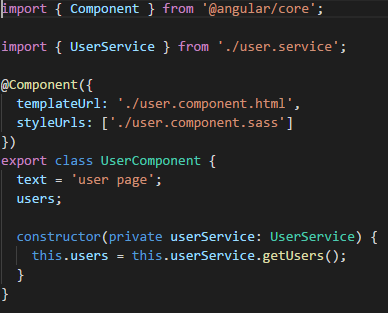 import { Component } from '@angular/core';
import { UserService } from './user.service';
@Component({
  templateUrl: './user.component.html',
  styleUrls: ['./user.component.sass']
})
export class UserComponent {
  text = 'user page';
  users;
  constructor(private userService: UserService) {
    this.users = this.userService.getUsers();
  }
}